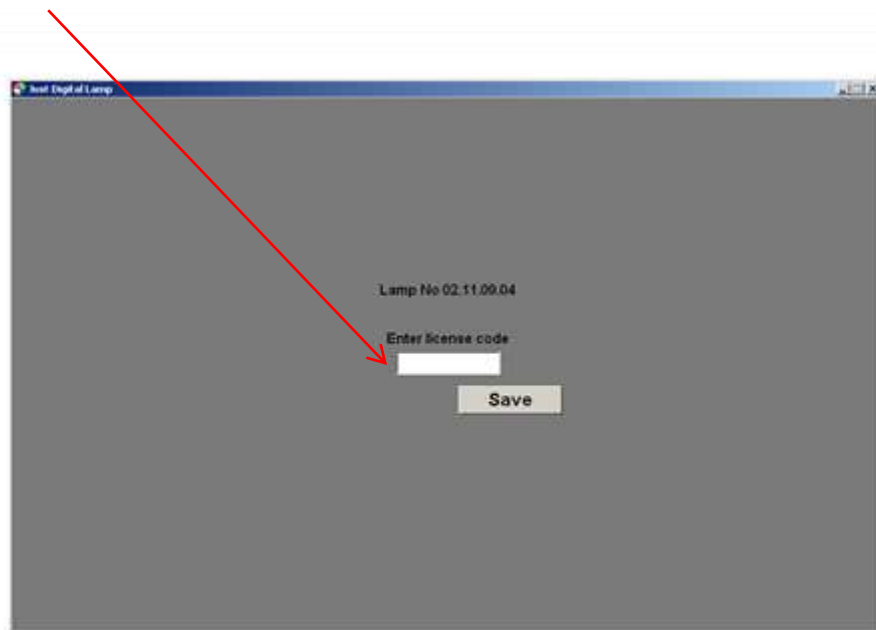 Just Digital Lamp
Lamp No 02.11.09.04
Enter license code
Save